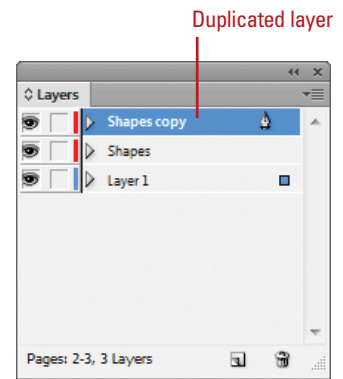 Duplicated layer
Layers
Shapes copy
Shapes
Layer 1
Pages: 2-3, 3 Layers